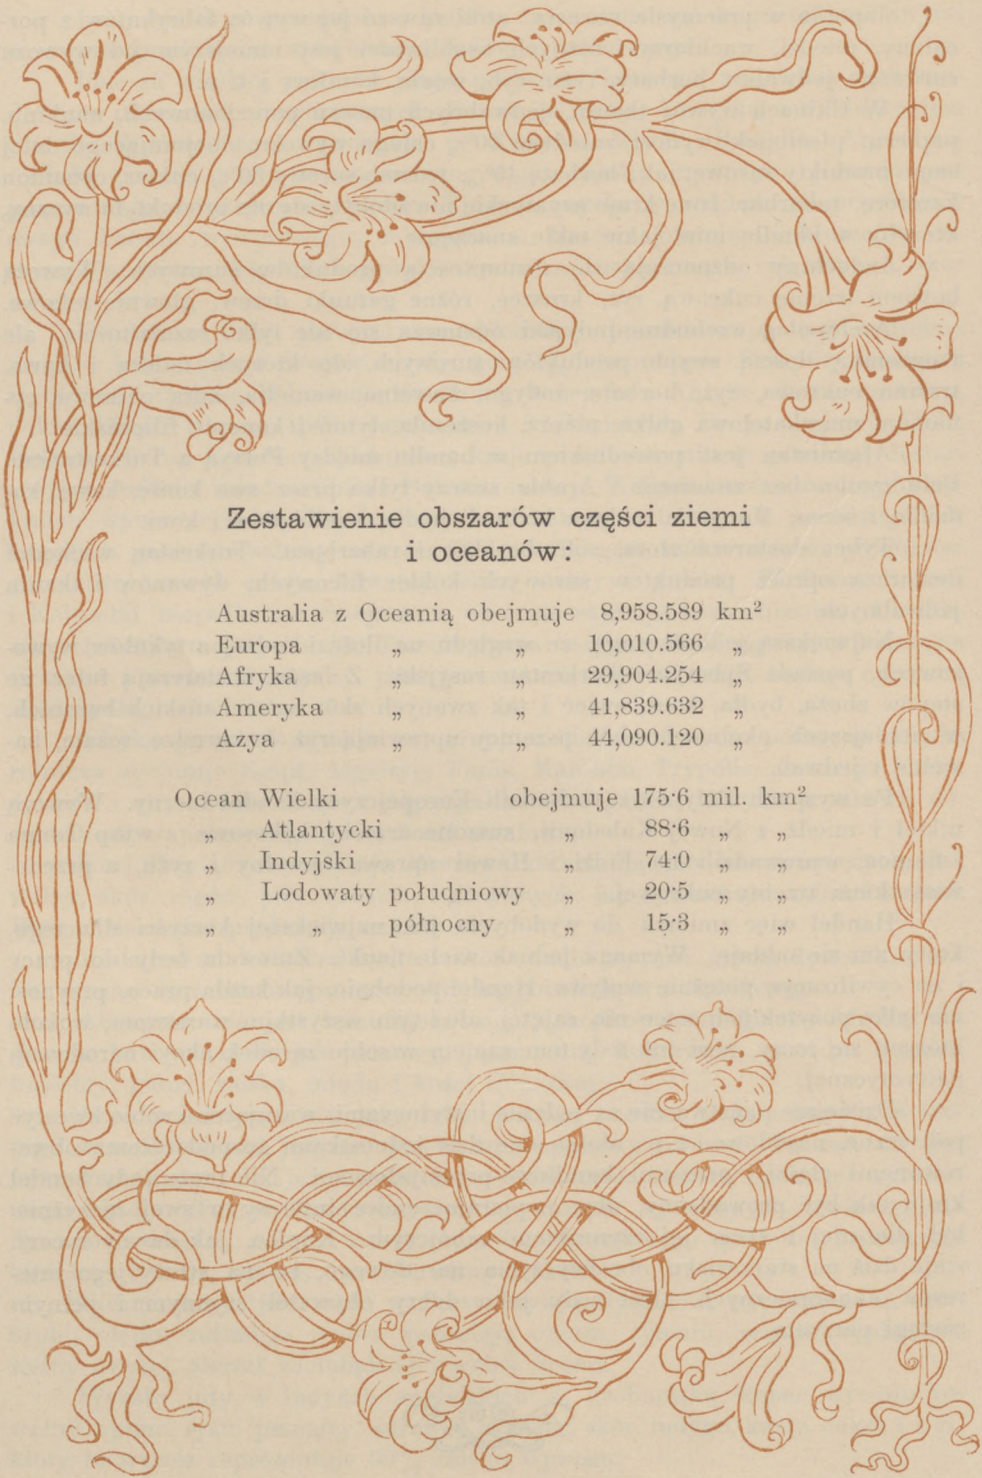 Zestawienie obszarów części ziemi
i oceanów:
Australia z Oceanią obejmuje 8,958.589 km²
Europa „ „ 10,010.566 „
Afryka „ „ 29,904.254 „
Ameryka „ „ 41,839.632 „
Azya „ „ 44,090.120 „
Ocean Wielki obejmuje 175·6 mil. km²
„ Atlantycki „ 88·6 „ „
„ Indyjski „ 74·0 „ „
„ Lodowaty południowy „ 20·5 „ „
„ „ północny „ 15·3 „ „